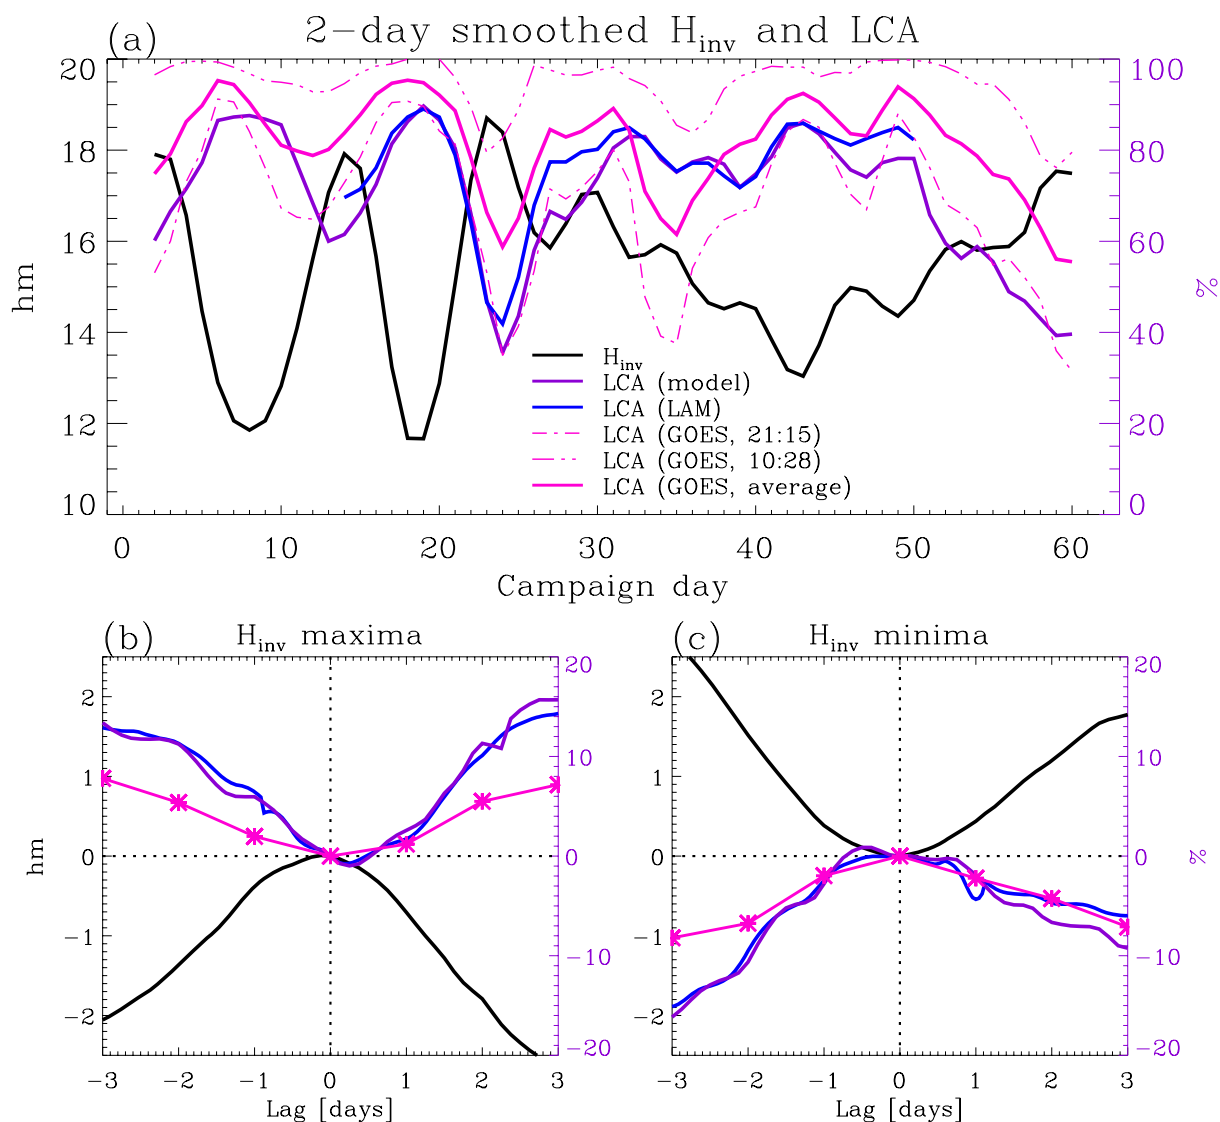 (a)
2-day smoothed Hinv and LCA
20
18
16
14
12
10
hm
100
80
60
40
20
0
%
Hinv
LCA (model)
LCA (LAM)
LCA (GOES, 21:15)
LCA (GOES, 10:28)
LCA (GOES, average)
0 10 20 30 40 50 60
Campaign day
(b)
Hinv maxima
2
1
0
-1
-2
hm
20
10
0
-10
-20
-3 -2 -1 0 1 2 3
Lag [days]
(c)
Hinv minima
2
1
0
-1
-2
20
10
0
-10
-20
%
-3 -2 -1 0 1 2 3
Lag [days]